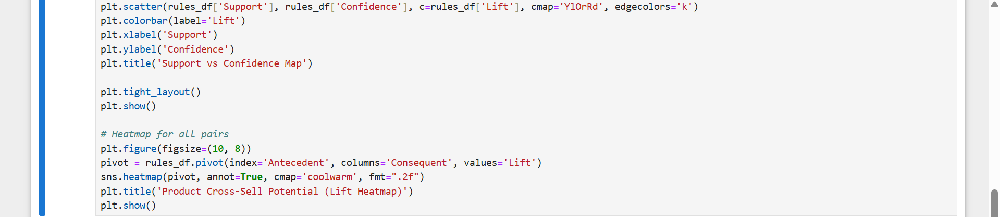 plt.scatter(rules_df['Support'], rules_df['Confidence'], c=rules_df['Lift'], cmap='YlOrRd', edgecolors='k')
plt.colorbar(label='Lift')
plt.xlabel('Support')
plt.ylabel('Confidence')
plt.title('Support vs Confidence Map')
plt.tight_layout()
plt.show()
# Heatmap for all pairs
plt.figure(figsize=(10, 8))
pivot = rules_df.pivot(index='Antecedent', columns='Consequent', values='Lift')
sns.heatmap(pivot, annot=True, cmap='coolwarm', fmt=".2f")
plt.title('Product Cross-Sell Potential (Lift Heatmap)')
plt.show()